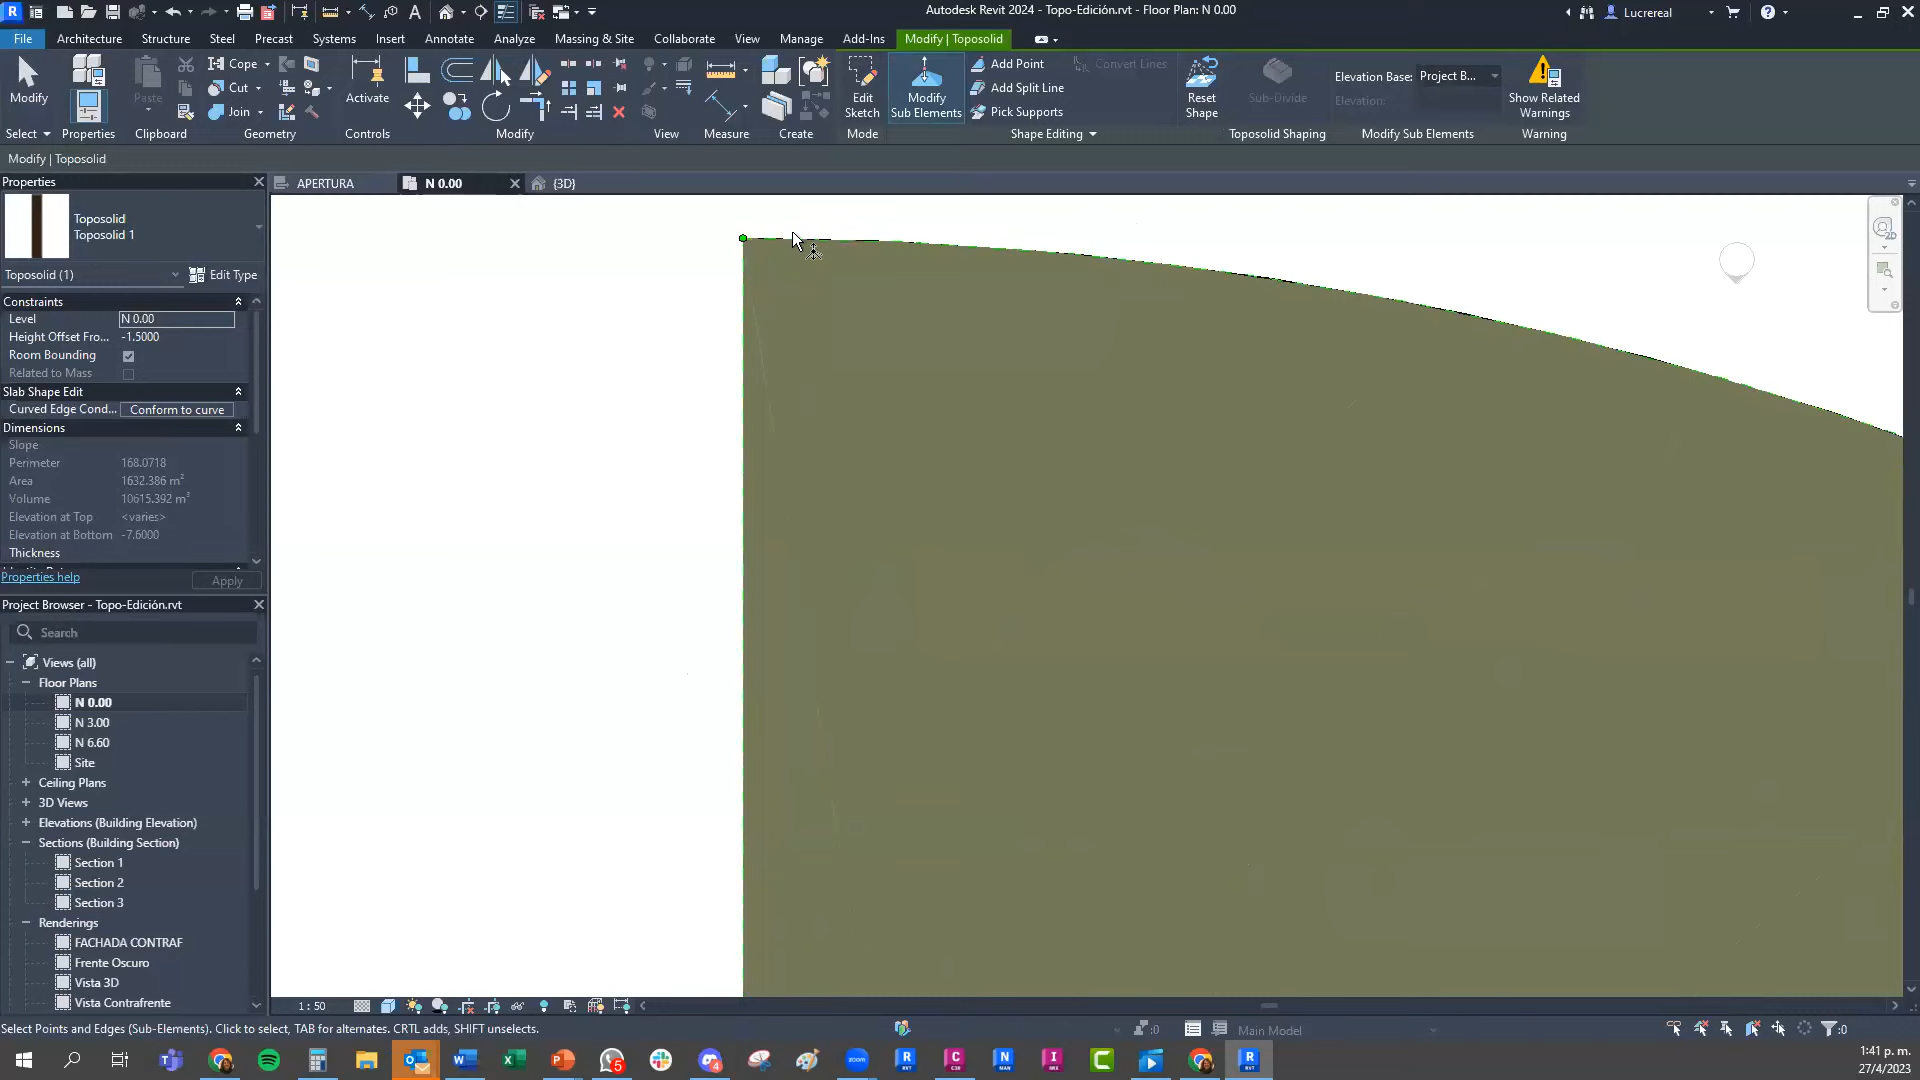 Autodesk Revit 2024 - Topo-Edición.rvt - Floor Plan: N 0.00
Lucrereal
File Architecture Structure Steel Precast Systems Insert Annotate Analyze Massing & Site Collaborate View Manage Add-Ins Modify | Toposolid
Modify
Properties
Paste
Cope
Cut
Join
Activate
Edit Sketch
Modify Sub Elements
Add Point
Add Split Line
Pick Supports
Convert Lines
Reset Shape
Sub-Divide
Elevation Base: Project B...
Elevation:
Show Related Warnings
Select Properties Clipboard Geometry Controls Modify View Measure Create Mode Shape Editing Toposolid Shaping Modify Sub Elements Warning
Modify | Toposolid
Properties
APERTURA
N 0.00
{3D}
Toposolid
Toposolid 1
Toposolid (1) Edit Type
Constraints
Level N 0.00
Height Offset Fro... -1.5000
Room Bounding
Related to Mass
Slab Shape Edit
Curved Edge Cond... Conform to curve
Dimensions
Slope
Perimeter 168.0718
Area 1632.386 m²
Volume 10615.392 m³
Elevation at Top <varies>
Elevation at Bottom -7.6000
Thickness
Properties help Apply
Project Browser - Topo-Edición.rvt
Search
Views (all)
Floor Plans
N 0.00
N 3.00
N 6.60
Site
Ceiling Plans
3D Views
Elevations (Building Elevation)
Sections (Building Section)
Section 1
Section 2
Section 3
Renderings
FACHADA CONTRAF
Frente Oscuro
Vista 3D
Vista Contrafrente
2D
1 : 50
Select Points and Edges (Sub-Elements). Click to select, TAB for alternates. CRTL adds, SHIFT unselects.
:0
Main Model
:0
1:41 p. m.
27/4/2023